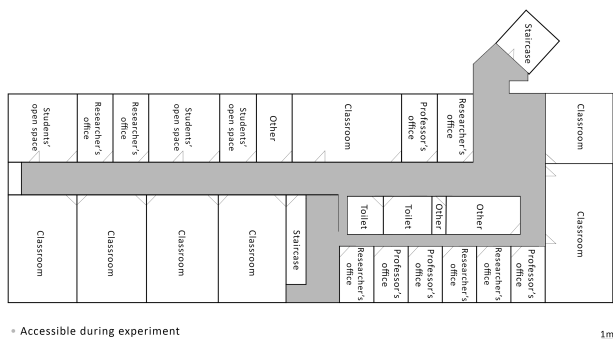 Staircase
Students'
open space
Researcher's
office
Researcher's
office
Students'
open space
Students'
open space
Other
Classroom
Professor's
office
Researcher's
office
Classroom
Classroom
Classroom
Classroom
Classroom
Staircase
Toilet
Toilet
Other
Other
Classroom
Researcher's
office
Professor's
office
Professor's
office
Researcher's
office
Researcher's
office
Professor's
office
Accessible during experiment
1m